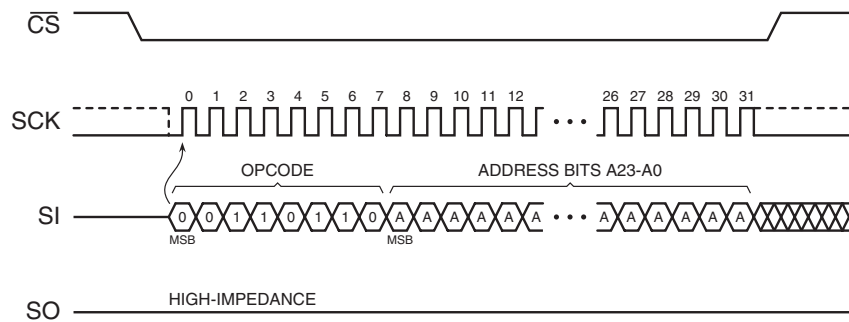 CS
0 1 2 3 4 5 6 7 8 9 10 11 12 26 27 28 29 30 31
SCK
OPCODE ADDRESS BITS A23-A0
SI 0 0 1 1 0 1 1 0 A A A A A A A A A A A A
MSB MSB
HIGH-IMPEDANCE
SO